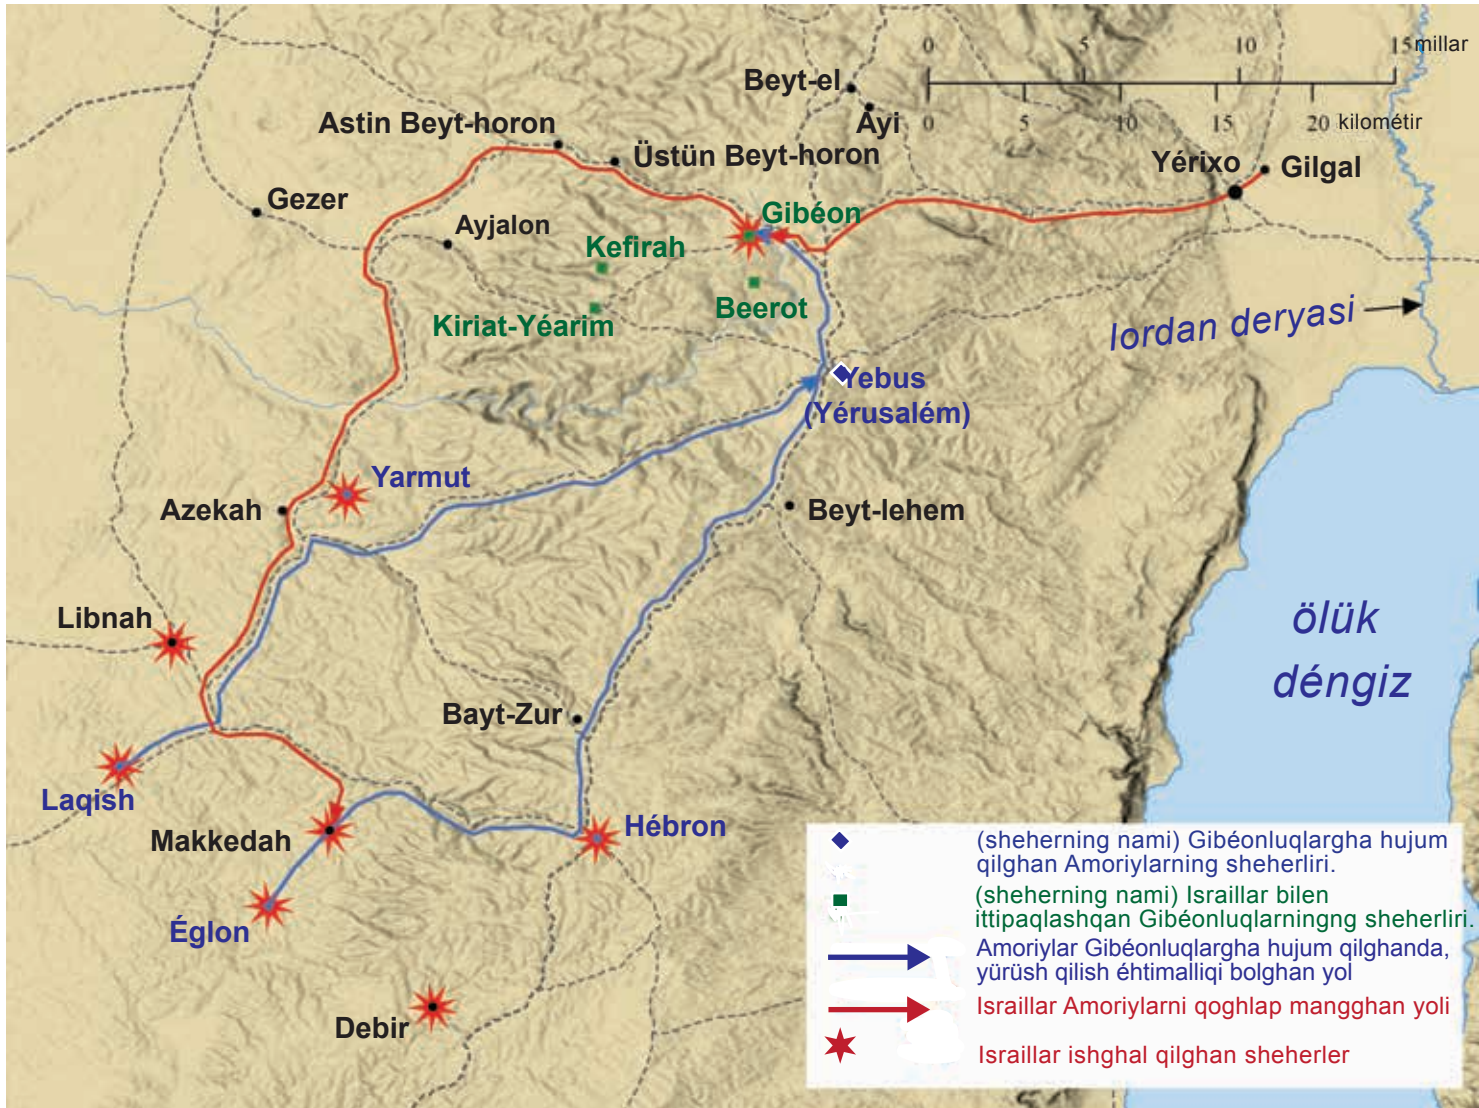 0 5 10 15 millar
0 5 10 15 20 kilométir
Beyt-el
Ayi
Astin Beyt-horon
Üstün Beyt-horon
Yérixo
Gilgal
Gezer
Ayjalon
Gibéon
Kefirah
Beerot
Kiriat-Yéarim
Iordan deryasi
Yebus
(Yérusalém)
Yarmut
Azekah
Beyt-lehem
Libnah
ölük
déngiz
Bayt-Zur
Laqish
Makkedah
Hébron
Églon
Debir
(sheherning nami) Gibéonluqlargha hujum
qilghan Amoriylarning sheherliri.
(sheherning nami) Israillar bilen
ittipaqlashqan Gibéonluqlarningng sheherliri.
Amoriylar Gibéonluqlargha hujum qilghanda,
yürüsh qilish éhtimalliqi bolghan yol
Israillar Amoriylarni qoghlap mangghan yoli
Israillar ishghal qilghan sheherler